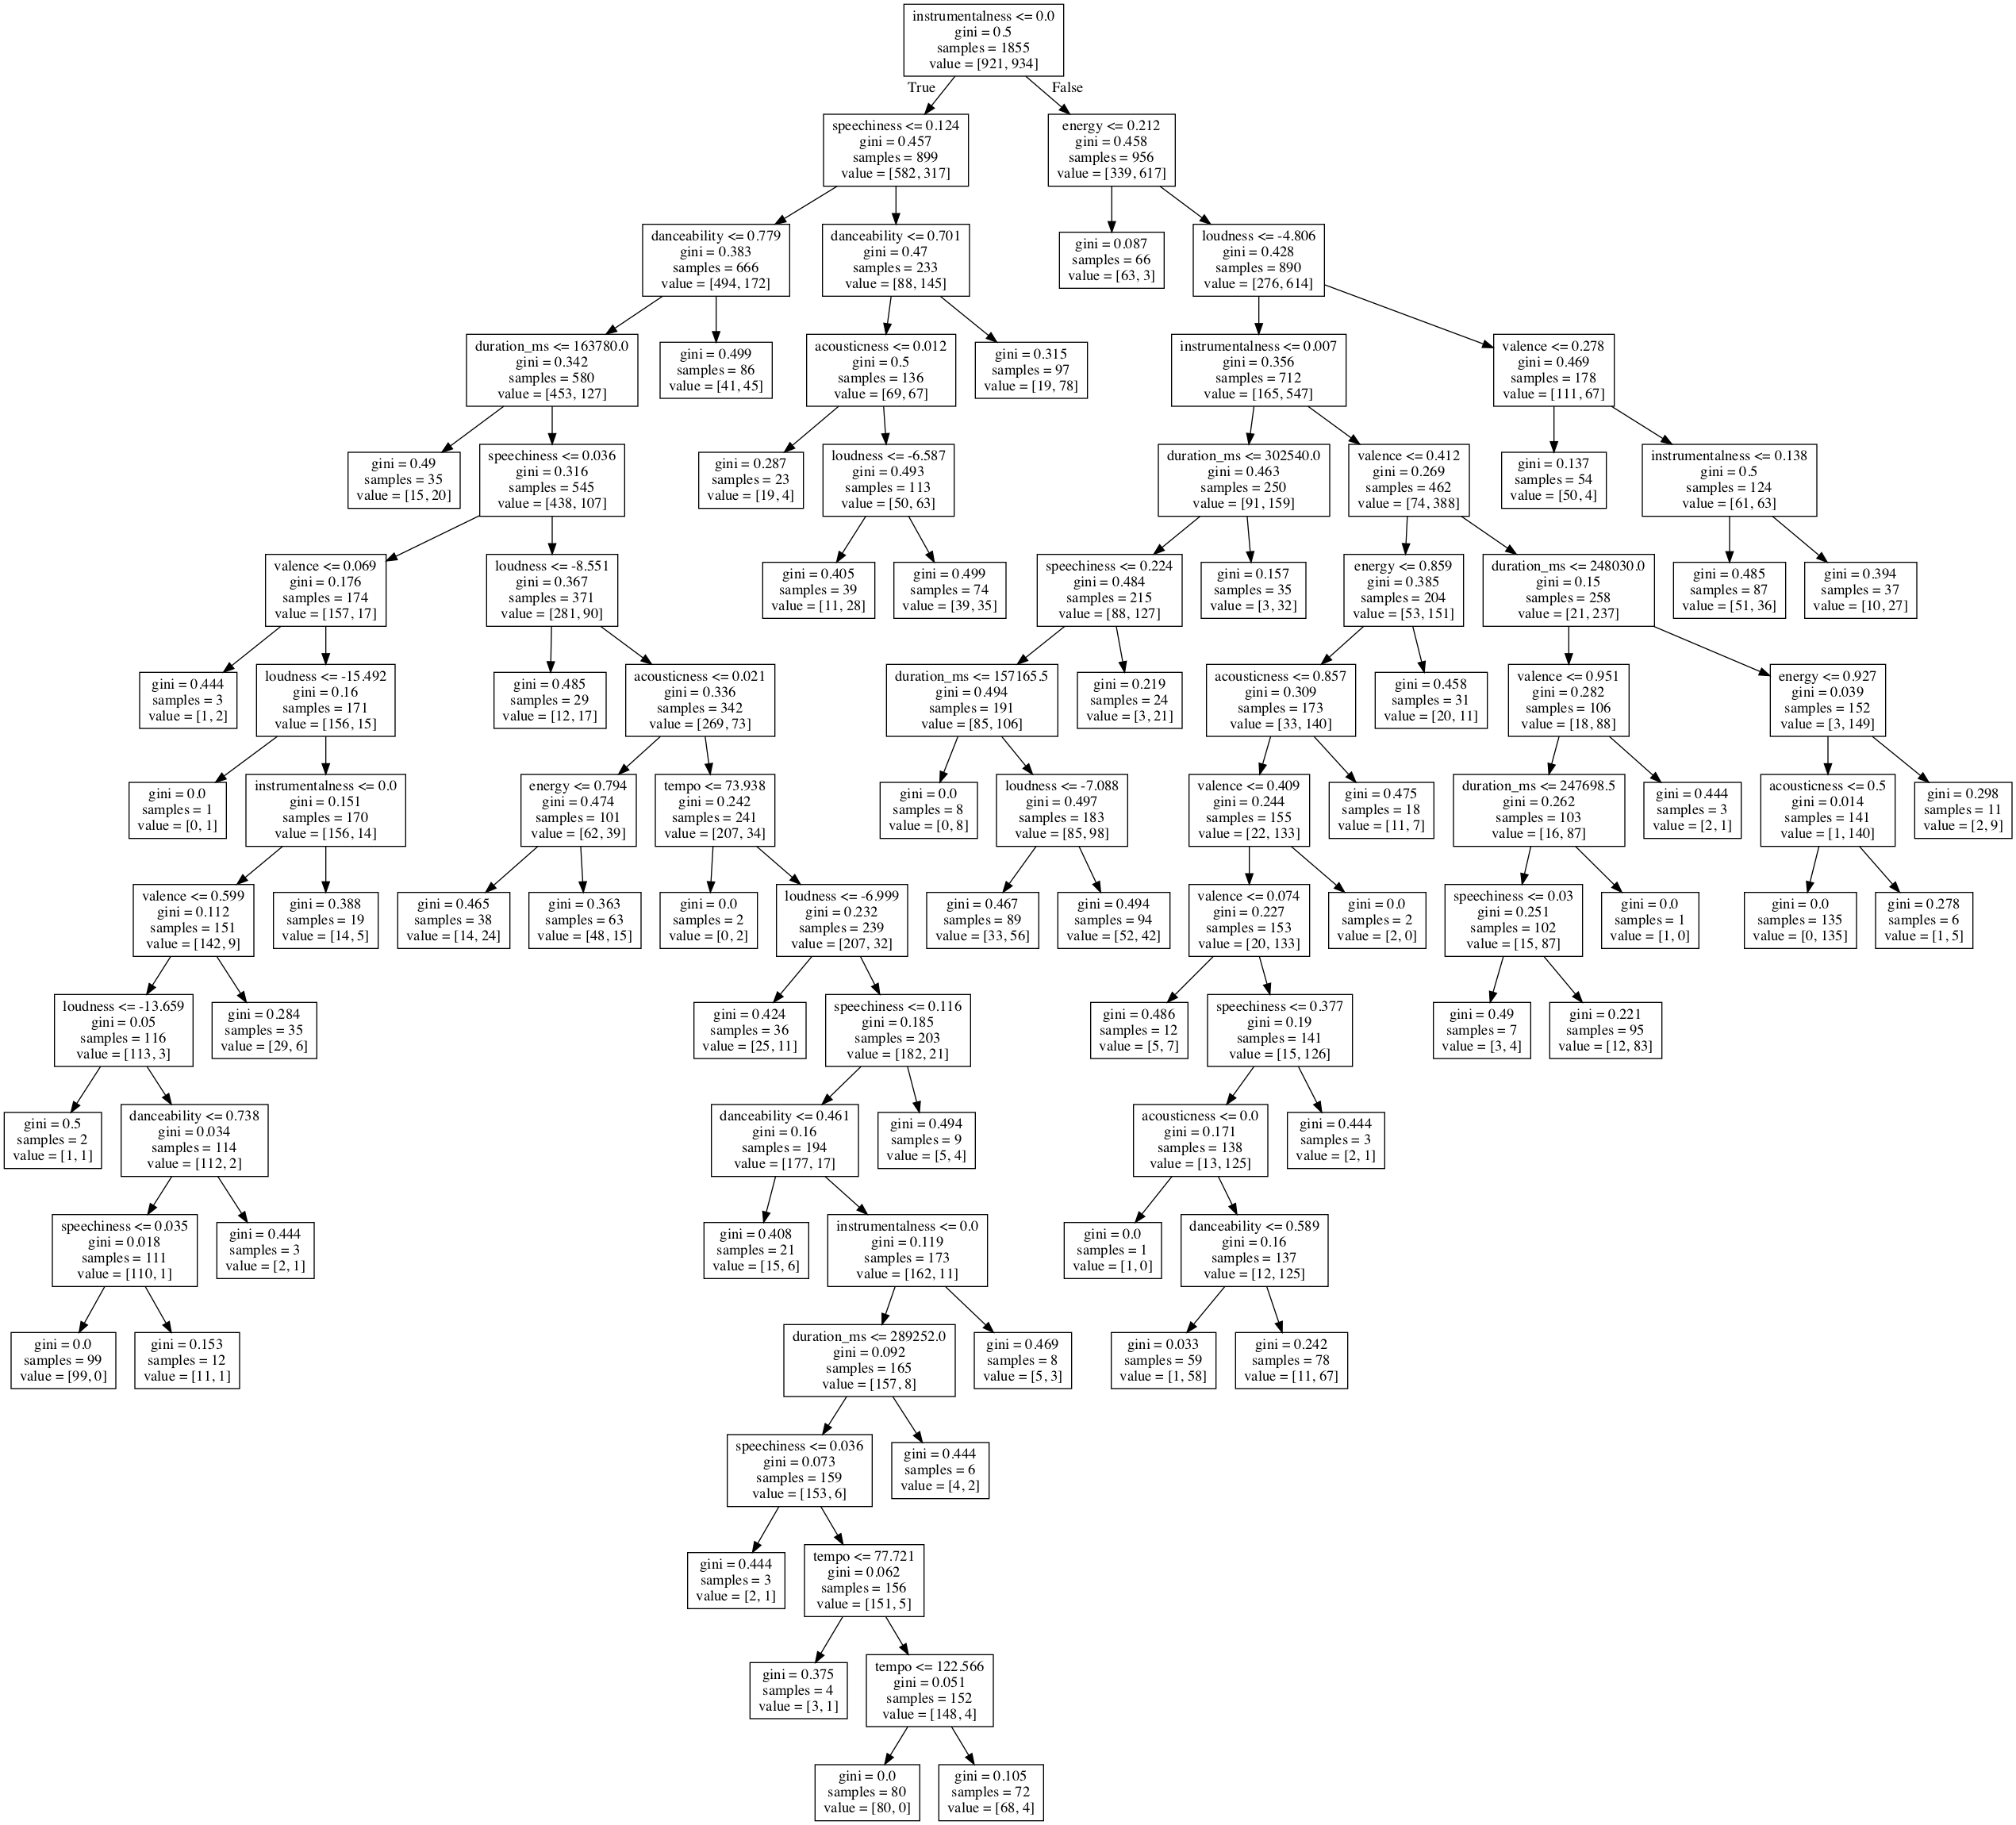 instrumentalness <= 0.0
gini = 0.5
samples = 1855
value = [921, 934]
True
False
speechiness <= 0.124
gini = 0.457
samples = 899
value = [582, 317]
energy <= 0.212
gini = 0.458
samples = 956
value = [339, 617]
danceability <= 0.779
gini = 0.383
samples = 666
value = [494, 172]
danceability <= 0.701
gini = 0.47
samples = 233
value = [88, 145]
gini = 0.087
samples = 66
value = [63, 3]
loudness <= -4.806
gini = 0.428
samples = 890
value = [276, 614]
duration_ms <= 163780.0
gini = 0.342
samples = 580
value = [453, 127]
gini = 0.499
samples = 86
value = [41, 45]
acousticness <= 0.012
gini = 0.5
samples = 136
value = [69, 67]
gini = 0.315
samples = 97
value = [19, 78]
instrumentalness <= 0.007
gini = 0.356
samples = 712
value = [165, 547]
valence <= 0.278
gini = 0.469
samples = 178
value = [111, 67]
gini = 0.49
samples = 35
value = [15, 20]
speechiness <= 0.036
gini = 0.316
samples = 545
value = [438, 107]
gini = 0.287
samples = 23
value = [19, 4]
loudness <= -6.587
gini = 0.493
samples = 113
value = [50, 63]
duration_ms <= 302540.0
gini = 0.463
samples = 250
value = [91, 159]
valence <= 0.412
gini = 0.269
samples = 462
value = [74, 388]
gini = 0.137
samples = 54
value = [50, 4]
instrumentalness <= 0.138
gini = 0.5
samples = 124
value = [61, 63]
valence <= 0.069
gini = 0.176
samples = 174
value = [157, 17]
loudness <= -8.551
gini = 0.367
samples = 371
value = [281, 90]
gini = 0.405
samples = 39
value = [11, 28]
gini = 0.499
samples = 74
value = [39, 35]
speechiness <= 0.224
gini = 0.484
samples = 215
value = [88, 127]
gini = 0.157
samples = 35
value = [3, 32]
energy <= 0.859
gini = 0.385
samples = 204
value = [53, 151]
duration_ms <= 248030.0
gini = 0.15
samples = 258
value = [21, 237]
gini = 0.485
samples = 87
value = [51, 36]
gini = 0.394
samples = 37
value = [10, 27]
gini = 0.444
samples = 3
value = [1, 2]
loudness <= -15.492
gini = 0.16
samples = 171
value = [156, 15]
gini = 0.485
samples = 29
value = [12, 17]
acousticness <= 0.021
gini = 0.336
samples = 342
value = [269, 73]
duration_ms <= 157165.5
gini = 0.494
samples = 191
value = [85, 106]
gini = 0.219
samples = 24
value = [3, 21]
acousticness <= 0.857
gini = 0.309
samples = 173
value = [33, 140]
gini = 0.458
samples = 31
value = [20, 11]
valence <= 0.951
gini = 0.282
samples = 106
value = [18, 88]
energy <= 0.927
gini = 0.039
samples = 152
value = [3, 149]
gini = 0.0
samples = 1
value = [0, 1]
instrumentalness <= 0.0
gini = 0.151
samples = 170
value = [156, 14]
energy <= 0.794
gini = 0.474
samples = 101
value = [62, 39]
tempo <= 73.938
gini = 0.242
samples = 241
value = [207, 34]
gini = 0.0
samples = 8
value = [0, 8]
loudness <= -7.088
gini = 0.497
samples = 183
value = [85, 98]
valence <= 0.409
gini = 0.244
samples = 155
value = [22, 133]
gini = 0.475
samples = 18
value = [11, 7]
duration_ms <= 247698.5
gini = 0.262
samples = 103
value = [16, 87]
gini = 0.444
samples = 3
value = [2, 1]
acousticness <= 0.5
gini = 0.014
samples = 141
value = [1, 140]
gini = 0.298
samples = 11
value = [2, 9]
valence <= 0.599
gini = 0.112
samples = 151
value = [142, 9]
gini = 0.388
samples = 19
value = [14, 5]
gini = 0.465
samples = 38
value = [14, 24]
gini = 0.363
samples = 63
value = [48, 15]
gini = 0.0
samples = 2
value = [0, 2]
loudness <= -6.999
gini = 0.232
samples = 239
value = [207, 32]
gini = 0.467
samples = 89
value = [33, 56]
gini = 0.494
samples = 94
value = [52, 42]
valence <= 0.074
gini = 0.227
samples = 153
value = [20, 133]
gini = 0.0
samples = 2
value = [2, 0]
speechiness <= 0.03
gini = 0.251
samples = 102
value = [15, 87]
gini = 0.0
samples = 1
value = [1, 0]
gini = 0.0
samples = 135
value = [0, 135]
gini = 0.278
samples = 6
value = [1, 5]
loudness <= -13.659
gini = 0.05
samples = 116
value = [113, 3]
gini = 0.284
samples = 35
value = [29, 6]
gini = 0.424
samples = 36
value = [25, 11]
speechiness <= 0.116
gini = 0.185
samples = 203
value = [182, 21]
gini = 0.486
samples = 12
value = [5, 7]
speechiness <= 0.377
gini = 0.19
samples = 141
value = [15, 126]
gini = 0.49
samples = 7
value = [3, 4]
gini = 0.221
samples = 95
value = [12, 83]
gini = 0.5
samples = 2
value = [1, 1]
danceability <= 0.738
gini = 0.034
samples = 114
value = [112, 2]
danceability <= 0.461
gini = 0.16
samples = 194
value = [177, 17]
gini = 0.494
samples = 9
value = [5, 4]
acousticness <= 0.0
gini = 0.171
samples = 138
value = [13, 125]
gini = 0.444
samples = 3
value = [2, 1]
speechiness <= 0.035
gini = 0.018
samples = 111
value = [110, 1]
gini = 0.444
samples = 3
value = [2, 1]
gini = 0.408
samples = 21
value = [15, 6]
instrumentalness <= 0.0
gini = 0.119
samples = 173
value = [162, 11]
gini = 0.0
samples = 1
value = [1, 0]
danceability <= 0.589
gini = 0.16
samples = 137
value = [12, 125]
gini = 0.0
samples = 99
value = [99, 0]
gini = 0.153
samples = 12
value = [11, 1]
duration_ms <= 289252.0
gini = 0.092
samples = 165
value = [157, 8]
gini = 0.469
samples = 8
value = [5, 3]
gini = 0.033
samples = 59
value = [1, 58]
gini = 0.242
samples = 78
value = [11, 67]
speechiness <= 0.036
gini = 0.073
samples = 159
value = [153, 6]
gini = 0.444
samples = 6
value = [4, 2]
gini = 0.444
samples = 3
value = [2, 1]
tempo <= 77.721
gini = 0.062
samples = 156
value = [151, 5]
gini = 0.375
samples = 4
value = [3, 1]
tempo <= 122.566
gini = 0.051
samples = 152
value = [148, 4]
gini = 0.0
samples = 80
value = [80, 0]
gini = 0.105
samples = 72
value = [68, 4]